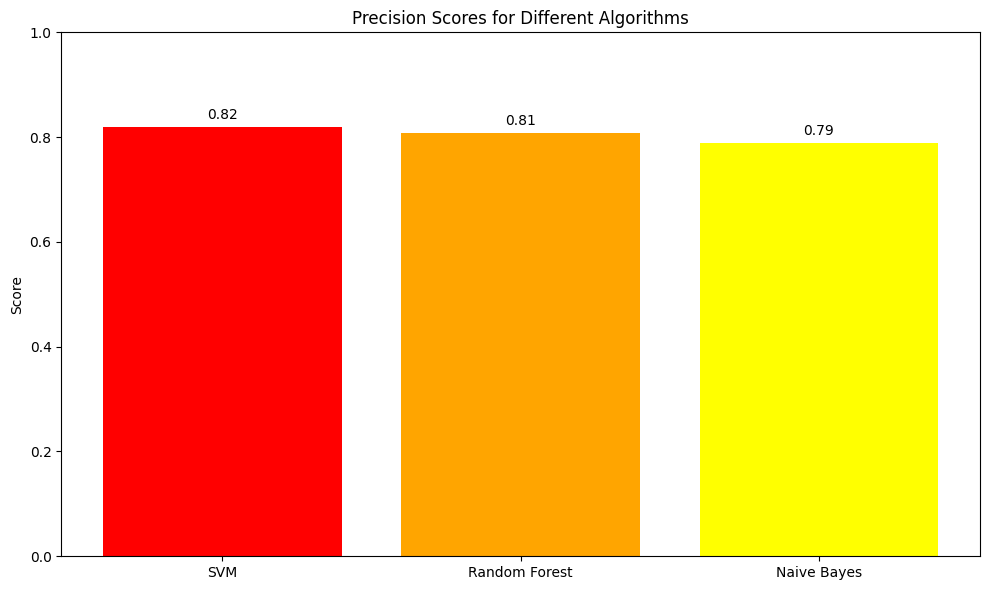 Precision Scores for Different Algorithms
1.0
0.8
0.6
0.4
0.2
0.0
Score
0.82
0.81
0.79
SVM
Random Forest
Naive Bayes